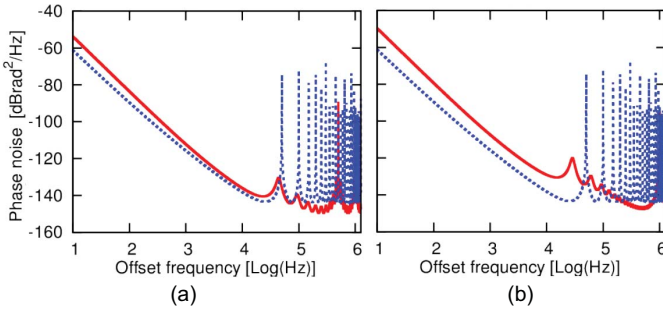 -40
-60
-80
-100
-120
-140
-160
Phase noise [dBrad²/Hz]
1 2 3 4 5 6
Offset frequency [Log(Hz)]
(a)
1 2 3 4 5 6
Offset frequency [Log(Hz)]
(b)